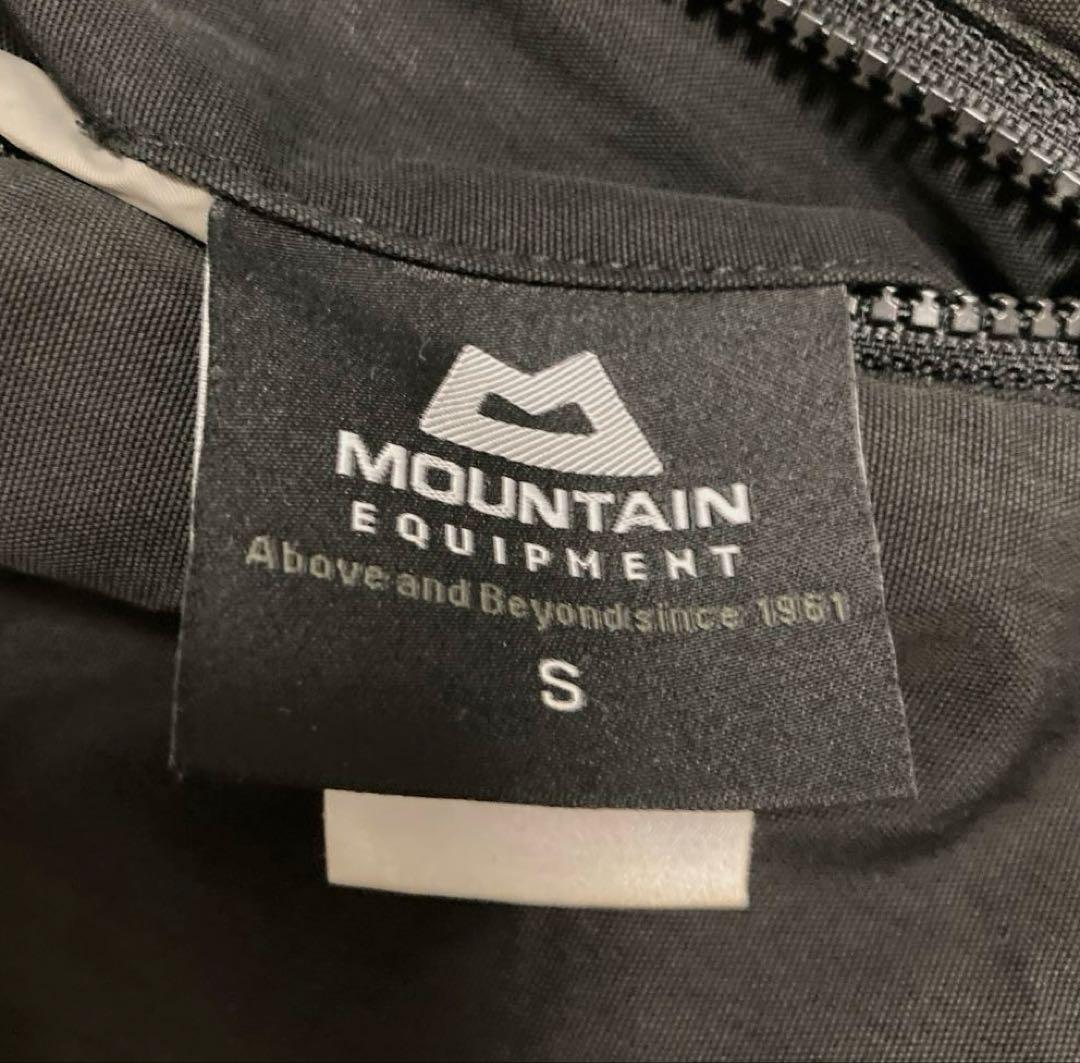 MOUNTAIN
EQUIPMENT
Above and Beyond since 1961
S